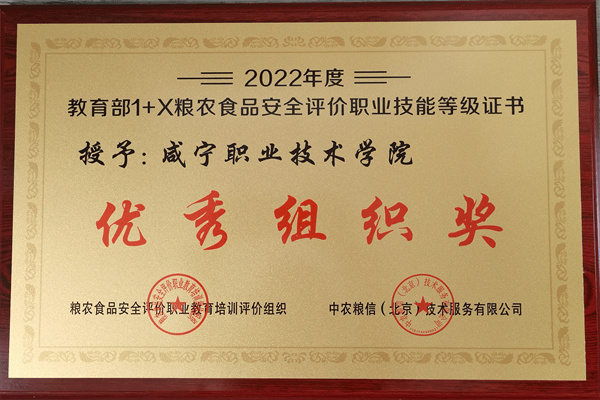 2022年度
教育部1+X粮农食品安全评价职业技能等级证书
授予：咸宁职业技术学院
优秀组织奖
粮农食品安全评价职业教育培训评价组织
中农粮信（北京）技术服务有限公司